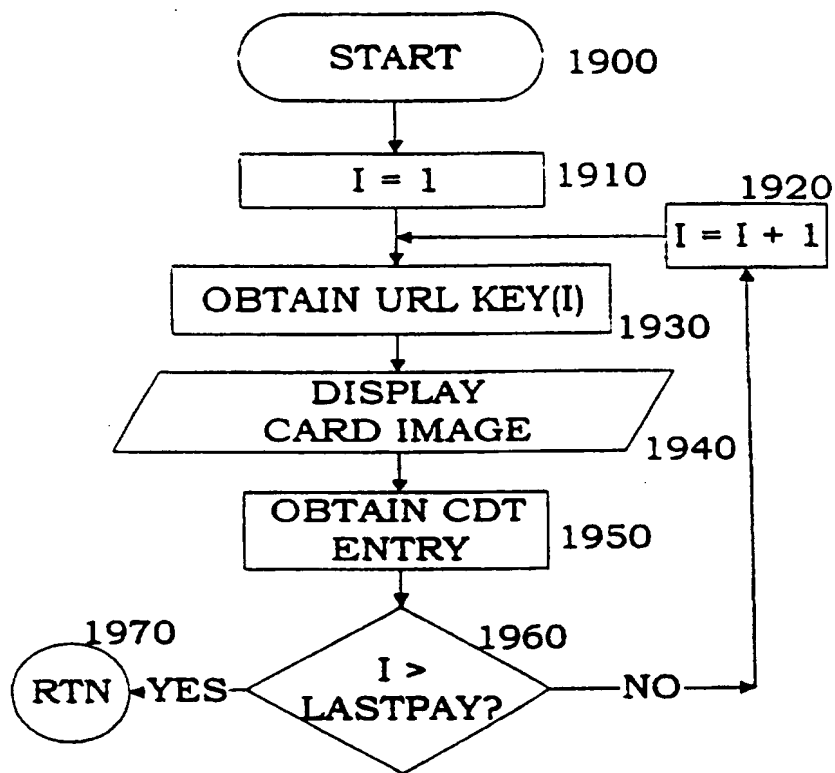 START
1900
I = 1
1910
1920
I = I + 1
OBTAIN URL KEY(I)
1930
DISPLAY
CARD IMAGE
1940
OBTAIN CDT
ENTRY
1950
1970
1960
RTN
YES
I >
LASTPAY?
NO